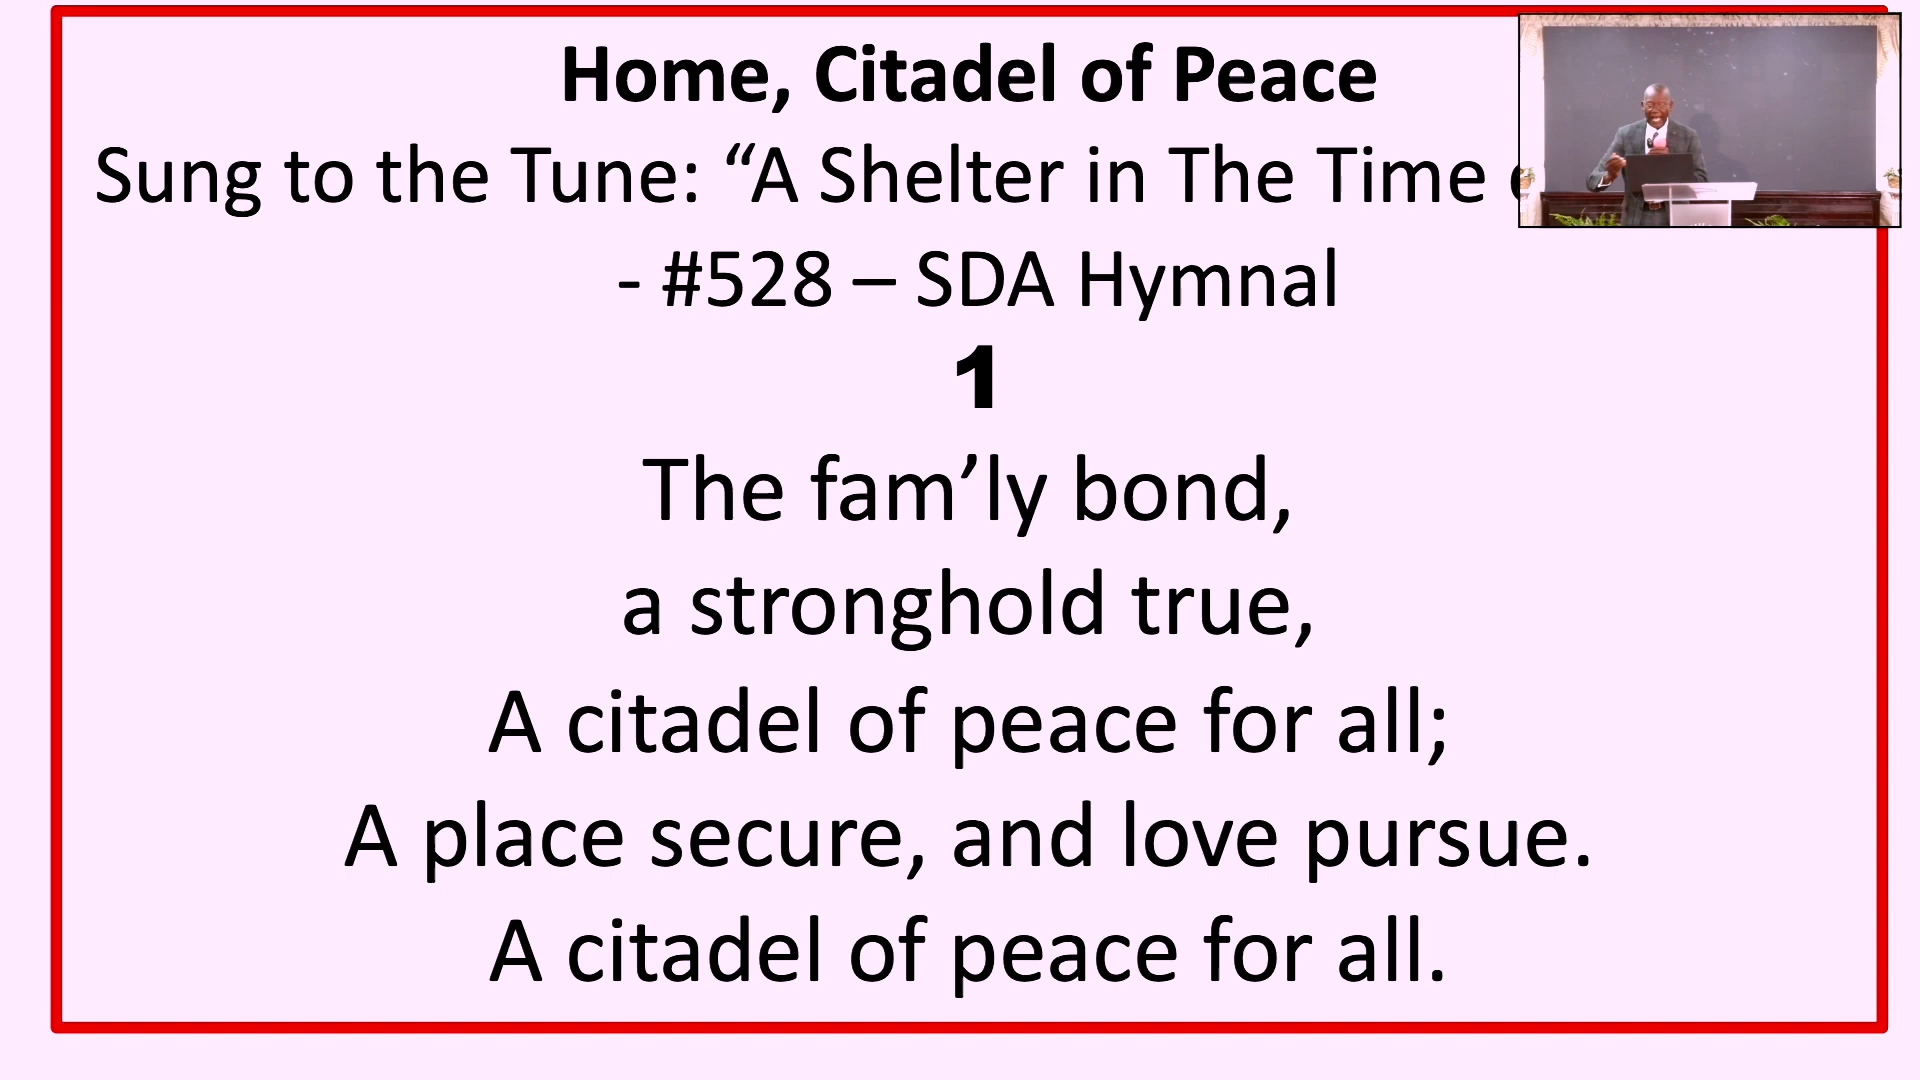 Home, Citadel of Peace
Sung to the Tune: “A Shelter in The Time
- #528 – SDA Hymnal
1
The fam’ly bond,
a stronghold true,
A citadel of peace for all;
A place secure, and love pursue.
A citadel of peace for all.